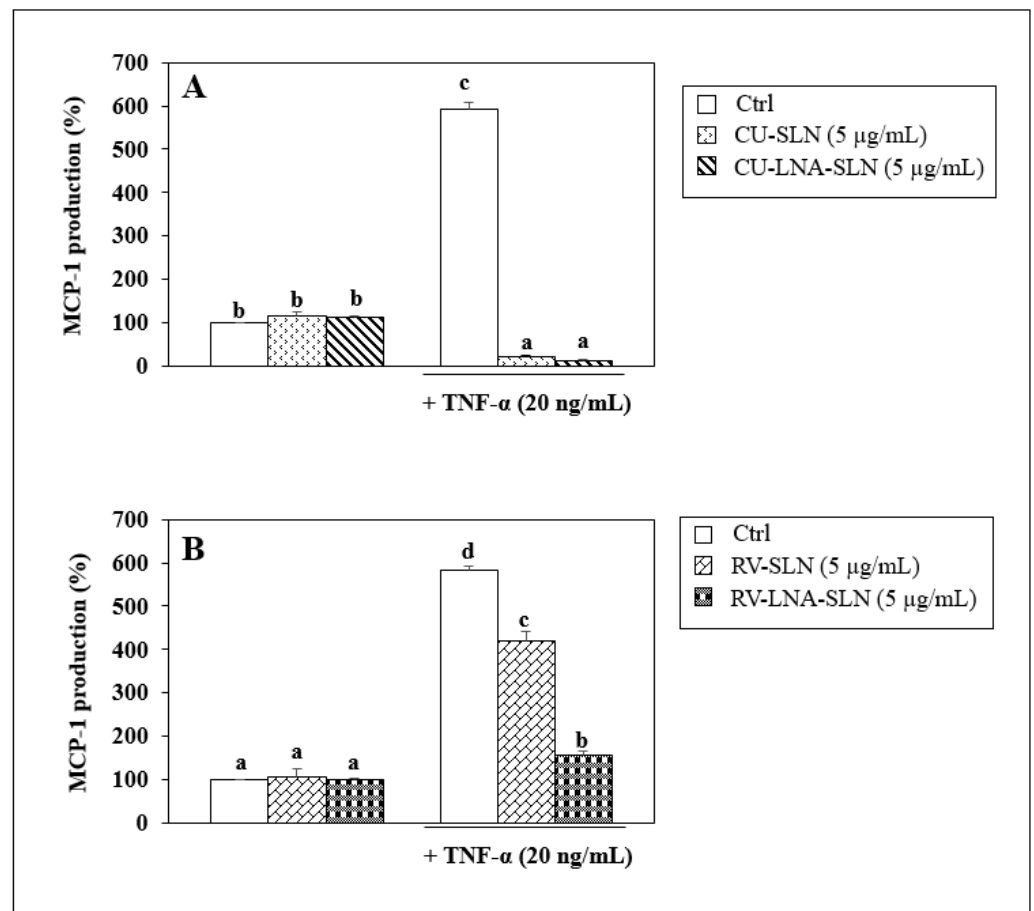 A
MCP-1 production (%)
700
600
500
400
300
200
100
0
b
b
b
c
a
a
+ TNF-α (20 ng/mL)
Ctrl
CU-SLN (5 µg/mL)
CU-LNA-SLN (5 µg/mL)
B
MCP-1 production (%)
700
600
500
400
300
200
100
0
a
a
a
d
c
b
+ TNF-α (20 ng/mL)
Ctrl
RV-SLN (5 µg/mL)
RV-LNA-SLN (5 µg/mL)